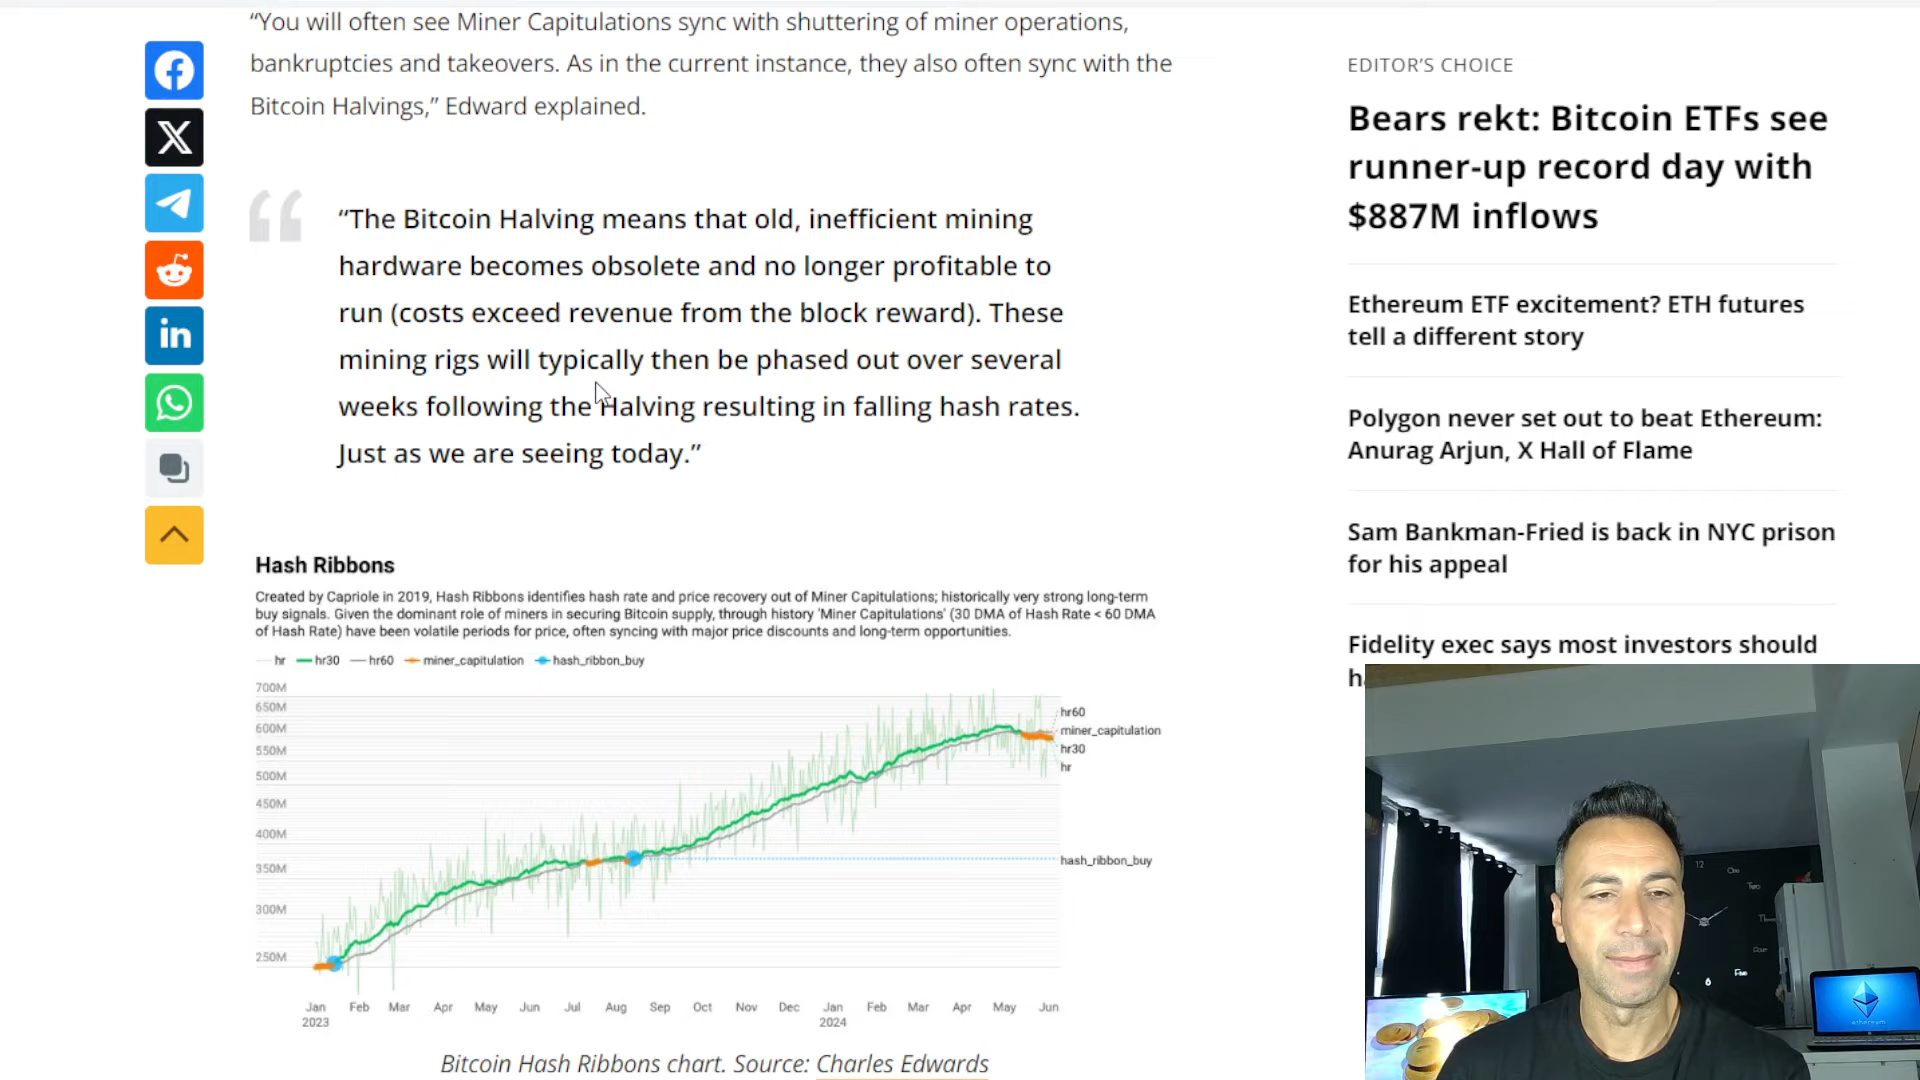 “You will often see Miner Capitulations sync with shuttering of miner operations,
bankruptcies and takeovers. As in the current instance, they also often sync with the
Bitcoin Halvings,” Edward explained.
“The Bitcoin Halving means that old, inefficient mining
hardware becomes obsolete and no longer profitable to
run (costs exceed revenue from the block reward). These
mining rigs will typically then be phased out over several
weeks following the Halving resulting in falling hash rates.
Just as we are seeing today.”
Hash Ribbons
Created by Capriole in 2019, Hash Ribbons identifies hash rate and price recovery out of Miner Capitulations; historically very strong long-term
buy signals. Given the dominant role of miners in securing Bitcoin supply, through history 'Miner Capitulations' (30 DMA of Hash Rate < 60 DMA
of Hash Rate) have been volatile periods for price, often syncing with major price discounts and long-term opportunities.
hr hr30 hr60 miner_capitulation hash_ribbon_buy
700M
650M
600M
550M
500M
450M
400M
350M
300M
250M
hr60
miner_capitulation
hr30
hr
hash_ribbon_buy
Jan Feb Mar Apr May Jun Jul Aug Sep Oct Nov Dec Jan Feb Mar Apr May Jun
2023 2024
Bitcoin Hash Ribbons chart. Source: Charles Edwards
EDITOR’S CHOICE
Bears rekt: Bitcoin ETFs see
runner-up record day with
$887M inflows
Ethereum ETF excitement? ETH futures
tell a different story
Polygon never set out to beat Ethereum:
Anurag Arjun, X Hall of Flame
Sam Bankman-Fried is back in NYC prison
for his appeal
Fidelity exec says most investors should
12
One
Two
Four
Five
6
ethereum